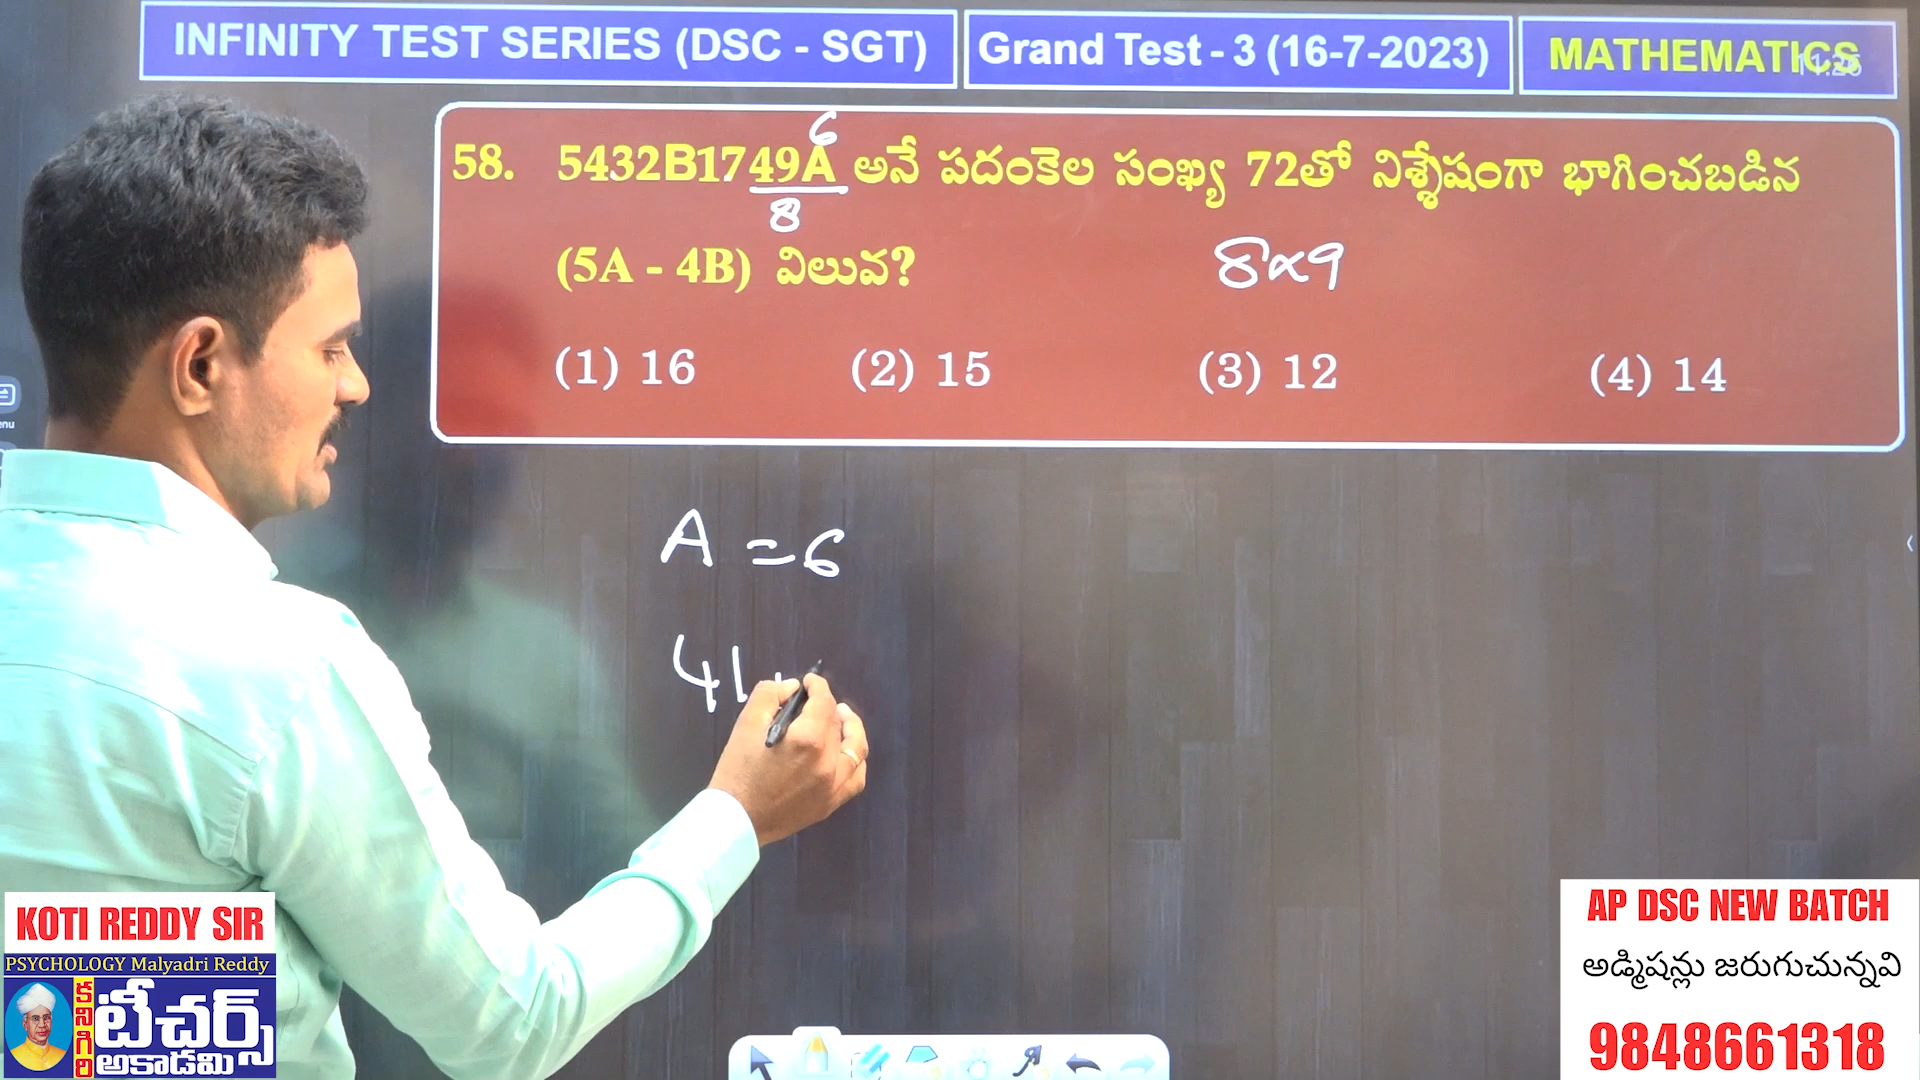 INFINITY TEST SERIES (DSC - SGT) Grand Test - 3 (16-7-2023) MATHEMATICS
6
58. 5432B1749A అనే పదంకెల సంఖ్య 72తో నిశ్శేషంగా భాగించబడిన
8
(5A - 4B) విలువ? 8×9
(1) 16 (2) 15 (3) 12 (4) 14
A = 6
41
KOTI REDDY SIR
PSYCHOLOGY Malyadri Reddy
కనిగిరి
టీచర్స్
అకాడమి
AP DSC NEW BATCH
అడ్మిషన్లు జరుగుచున్నవి
9848661318